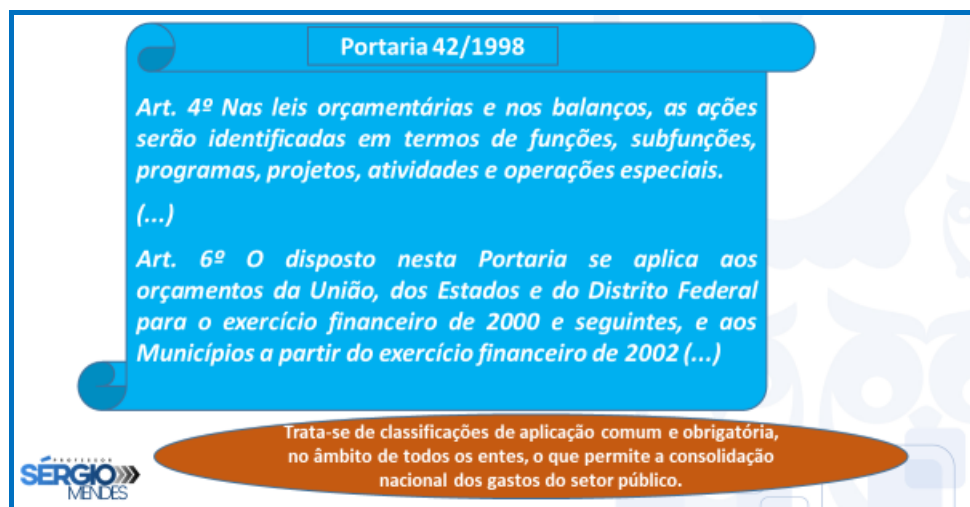 Portaria 42/1998
Art. 4º Nas leis orçamentárias e nos balanços, as ações
serão identificadas em termos de funções, subfunções,
programas, projetos, atividades e operações especiais.
(...)
Art. 6º O disposto nesta Portaria se aplica aos
orçamentos da União, dos Estados e do Distrito Federal
para o exercício financeiro de 2000 e seguintes, e aos
Municípios a partir do exercício financeiro de 2002 (...)
Trata-se de classificações de aplicação comum e obrigatória,
no âmbito de todos os entes, o que permite a consolidação
nacional dos gastos do setor público.
PROFESSOR
SÉRGIO
MENDES